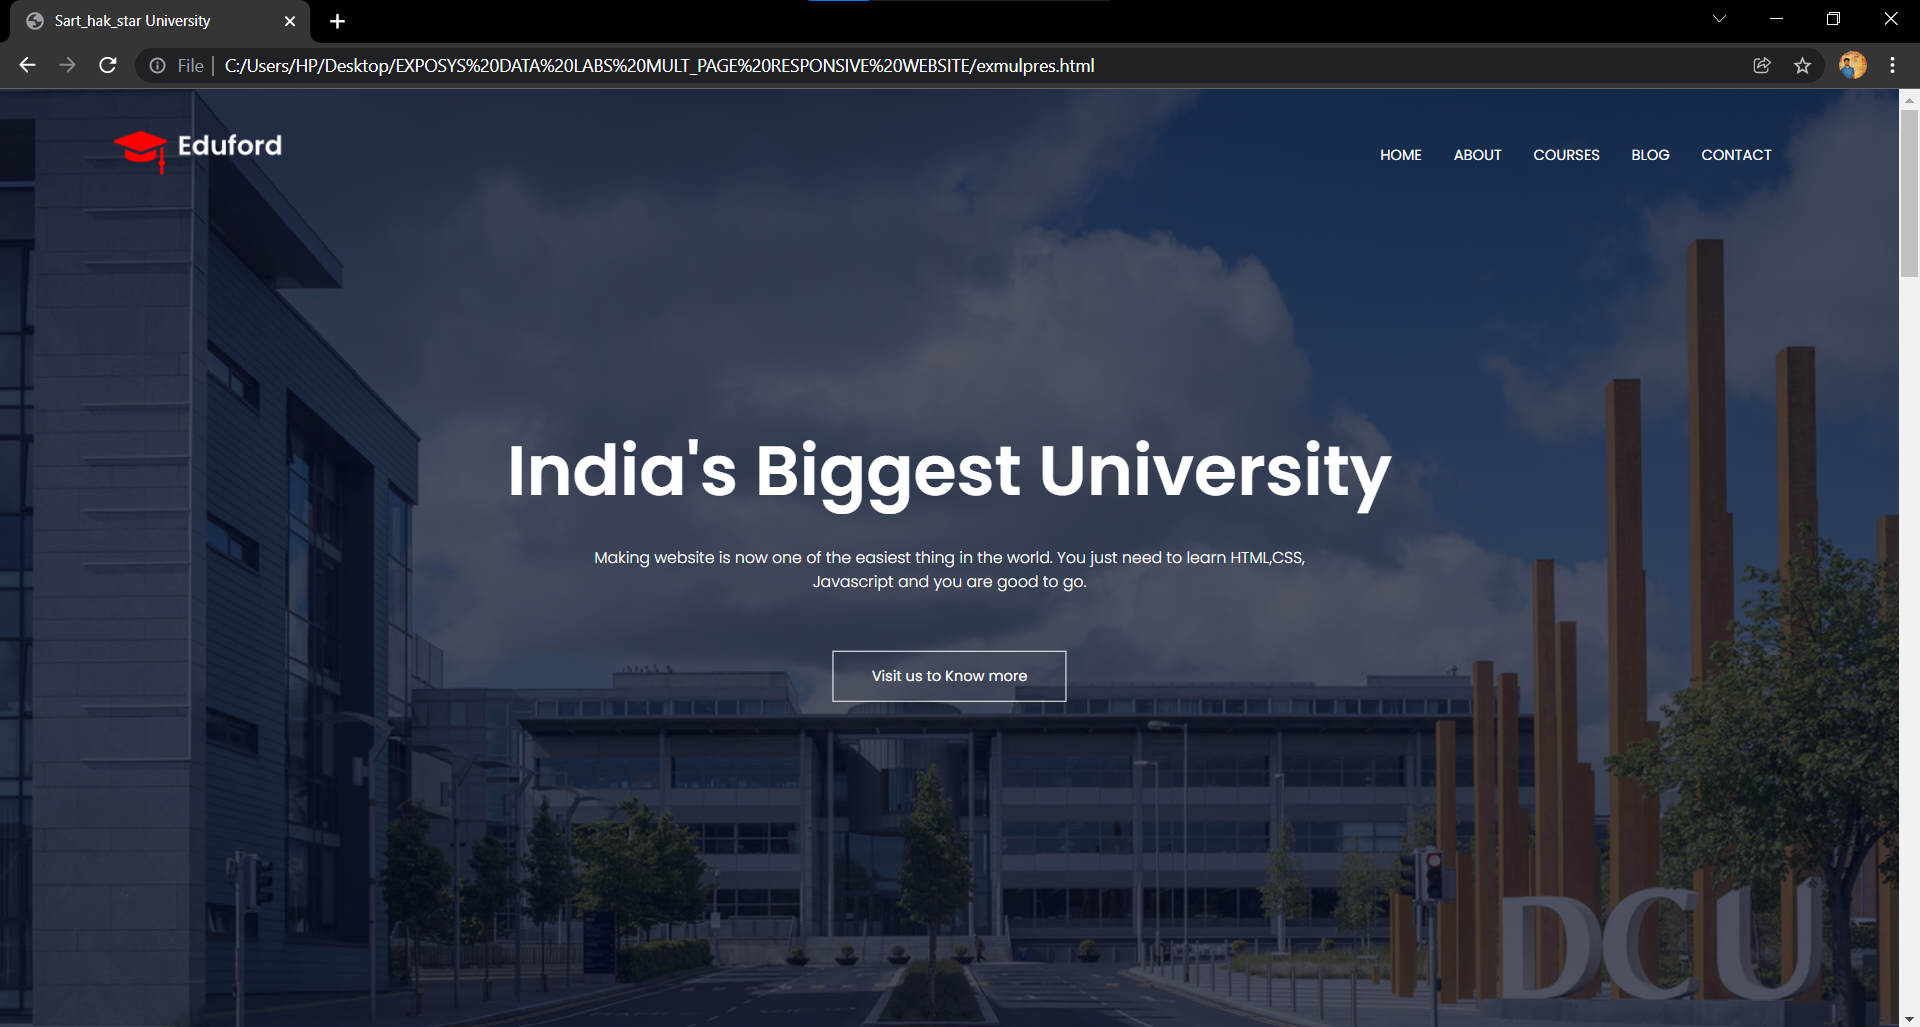 Sart_hak_star University
File
C:/Users/HP/Desktop/EXPOSYS%20DATA%20LABS%20MULT_PAGE%20RESPONSIVE%20WEBSITE/exmulpres.html
Eduford
HOME ABOUT COURSES BLOG CONTACT
India's Biggest University
Making website is now one of the easiest thing in the world. You just need to learn HTML,CSS,
Javascript and you are good to go.
Visit us to Know more
DCU